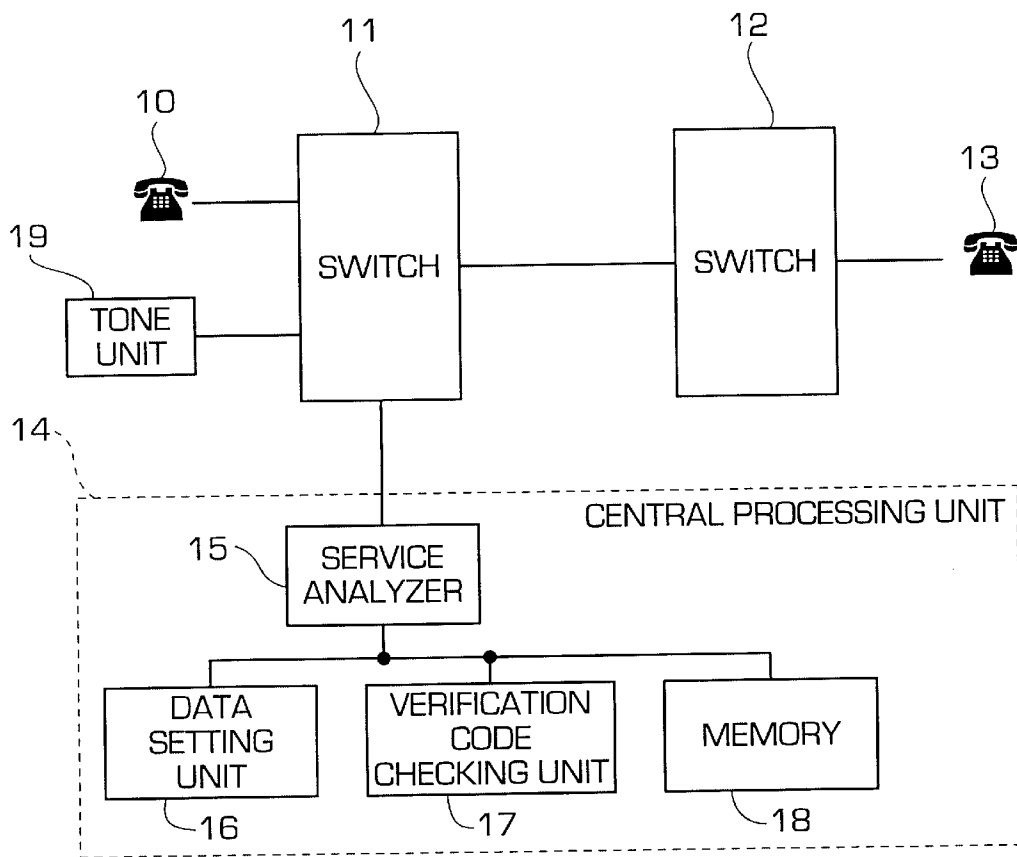 11
12
10
13
SWITCH
SWITCH
19
TONE
UNIT
14
CENTRAL PROCESSING UNIT
15
SERVICE
ANALYZER
DATA
SETTING
UNIT
VERIFICATION
CODE
CHECKING UNIT
MEMORY
16
17
18